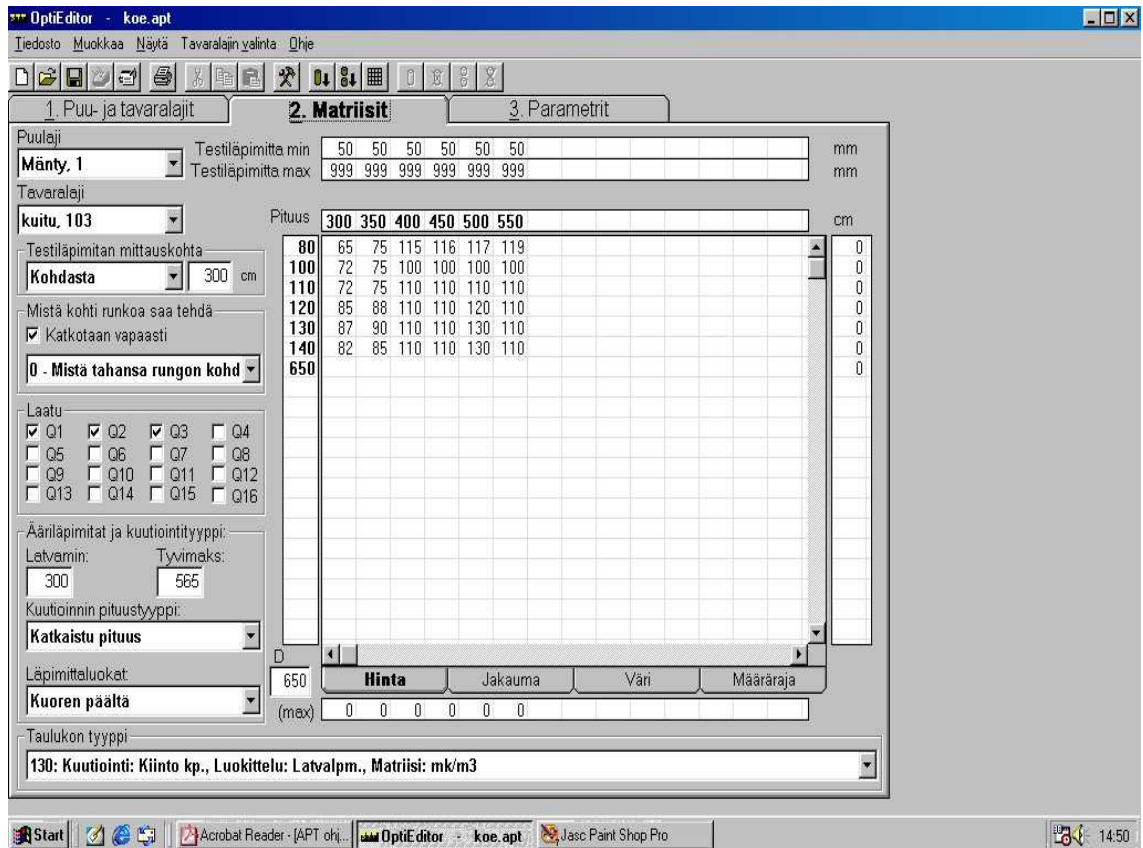 OptiEditor - koe.apt
Tiedosto Muokkaa Näytä Tavaralajin valinta Ohje
1. Puu- ja tavaralajit 2. Matriisit 3. Parametrit
Puulaji
Mänty, 1
Testiläpimitta min 50 50 50 50 50 50 mm
Testiläpimitta max 999 999 999 999 999 999 mm
Tavaralaji
kuitu, 103
Pituus 300 350 400 450 500 550 cm
Testiläpimitan mittauskohta
Kohdasta 300 cm
80 65 75 115 116 117 119 0
100 72 75 100 100 100 100 0
110 72 75 110 110 110 110 0
120 85 88 110 110 120 110 0
130 87 90 110 110 130 110 0
140 82 85 110 110 130 110 0
650 0
Mistä kohti runkoa saa tehdä
Katkotaan vapaasti
0 - Mistä tahansa rungon kohd
Laatu
Q1 Q2 Q3 Q4
Q5 Q6 Q7 Q8
Q9 Q10 Q11 Q12
Q13 Q14 Q15 Q16
Ääriläpimitat ja kuutiointityyppi:
Latvamin: Tyvimaks:
300 565
Kuutioinnin pituustyyppi:
Katkaistu pituus
Läpimittaluokat:
Kuoren päältä
D
650
Hinta Jakauma Väri Määräraja
(max) 0 0 0 0 0 0
Taulukon tyyppi
130: Kuutiointi: Kiinto kp., Luokittelu: Latvalpm., Matriisi: mk/m3
Start Acrobat Reader - [APT ohj... OptiEditor - koe.apt Jasc Paint Shop Pro 14:50